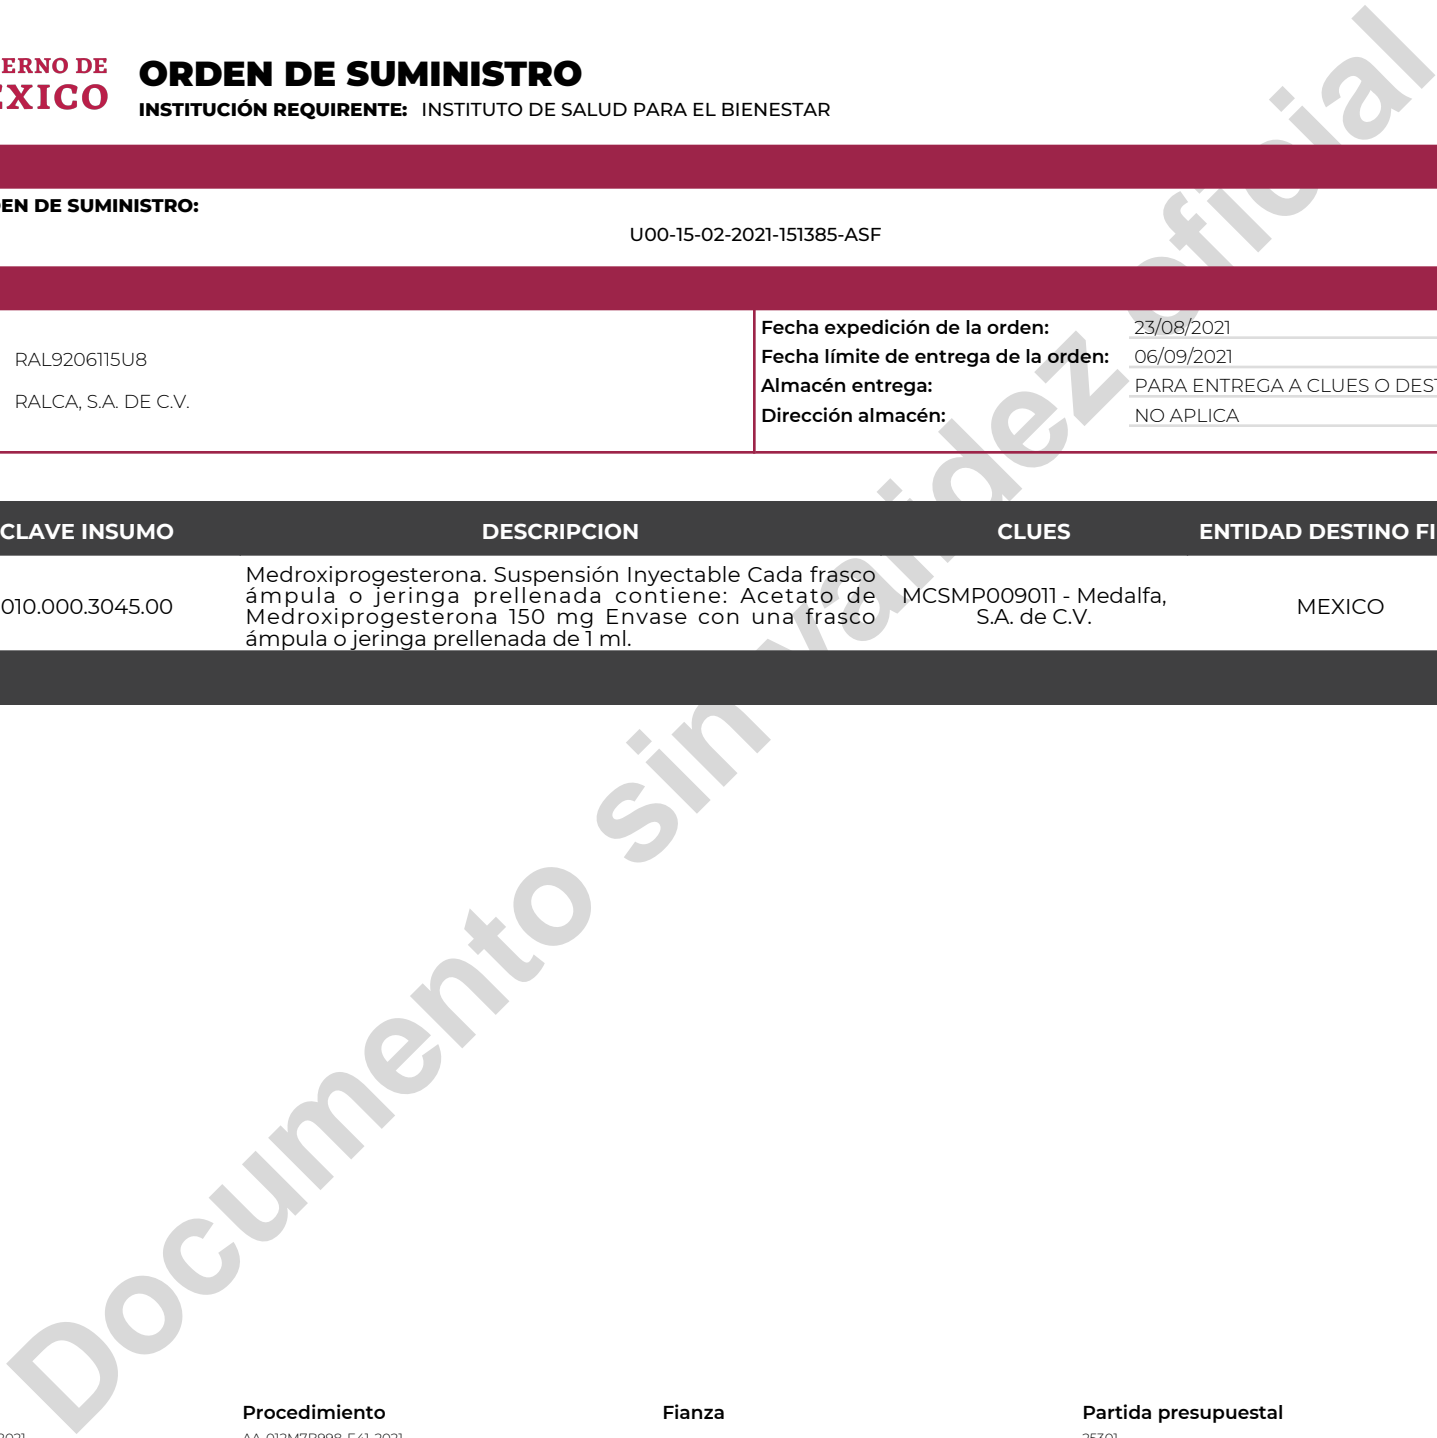 ERNO DE
EXICO
ORDEN DE SUMINISTRO
INSTITUCIÓN REQUIRENTE: INSTITUTO DE SALUD PARA EL BIENESTAR
EN DE SUMINISTRO:
U00-15-02-2021-151385-ASF
RAL9206115U8
RALCA, S.A. DE C.V.
Fecha expedición de la orden: 23/08/2021
Fecha límite de entrega de la orden: 06/09/2021
Almacén entrega: PARA ENTREGA A CLUES O DEST
Dirección almacén: NO APLICA
CLAVE INSUMO DESCRIPCION CLUES ENTIDAD DESTINO FI
010.000.3045.00
Medroxiprogesterona. Suspensión Inyectable Cada frasco
ámpula o jeringa prellenada contiene: Acetato de
Medroxiprogesterona 150 mg Envase con una frasco
ámpula o jeringa prellenada de 1 ml.
MCSMP009011 - Medalfa,
S.A. de C.V.
MEXICO
Documento sin validez oficial
Procedimiento Fianza Partida presupuestal